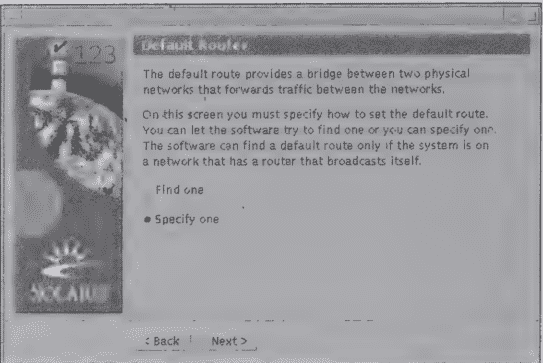 123
Default Router
The default route provides a bridge between two physical
networks that forwards traffic between the networks.
On this screen you must specify how to set the default route.
You can let the software try to find one or you can specify one.
The software can find a default route only if the system is on
a network that has a router that broadcasts itself.
Find one
Specify one
< Back
Next >